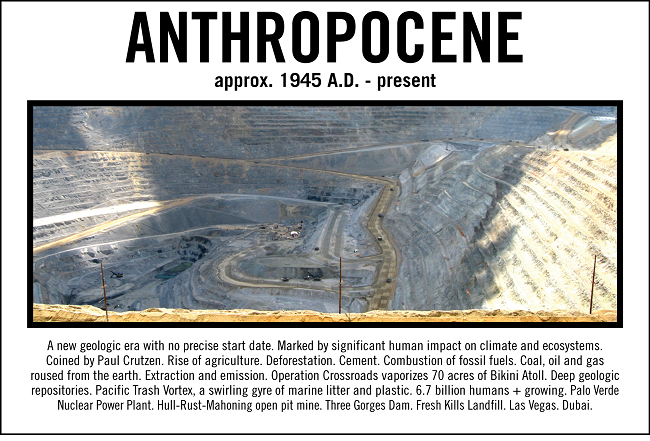 ANTHROPOCENE
approx. 1945 A.D. - present
A new geologic era with no precise start date. Marked by significant human impact on climate and ecosystems.
Coined by Paul Crutzen. Rise of agriculture. Deforestation. Cement. Combustion of fossil fuels. Coal, oil and gas
roused from the earth. Extraction and emission. Operation Crossroads vaporizes 70 acres of Bikini Atoll. Deep geologic
repositories. Pacific Trash Vortex, a swirling gyre of marine litter and plastic. 6.7 billion humans + growing. Palo Verde
Nuclear Power Plant. Hull-Rust-Mahoning open pit mine. Three Gorges Dam. Fresh Kills Landfill. Las Vegas. Dubai.